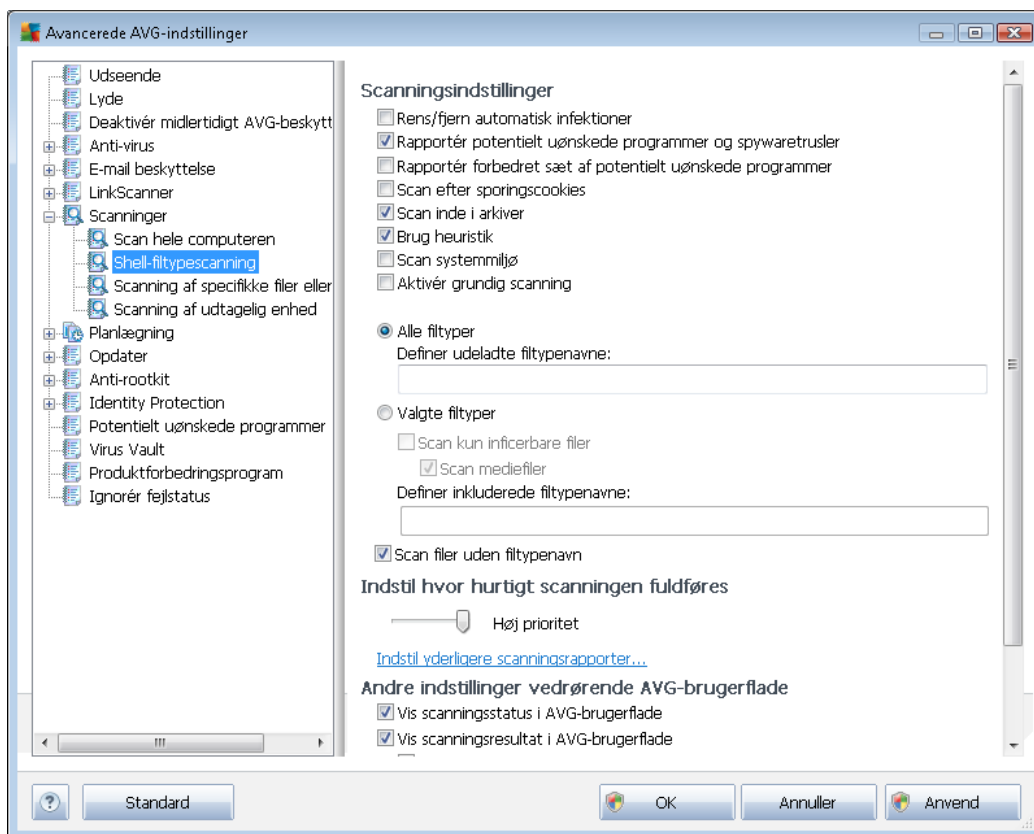 Avancerede AVG-indstillinger
Udseende
Lyde
Deaktivér midlertidigt AVG-beskytt
Anti-virus
E-mail beskyttelse
LinkScanner
Scanninger
Scan hele computeren
Shell-filtypescanning
Scanning af specifikke filer eller
Scanning af udtagelig enhed
Planlægning
Opdater
Anti-rootkit
Identity Protection
Potentielt uønskede programmer
Virus Vault
Produktforbedringsprogram
Ignorér fejlstatus
Scanningsindstillinger
Rens/fjern automatisk infektioner
Rapportér potentielt uønskede programmer og spywaretrusler
Rapportér forbedret sæt af potentielt uønskede programmer
Scan efter sporingscookies
Scan inde i arkiver
Brug heuristik
Scan systemmiljø
Aktivér grundig scanning
Alle filtyper
Definer udeladte filtypenavne:
Valgte filtyper
Scan kun inficerbare filer
Scan mediefiler
Definer inkluderede filtypenavne:
Scan filer uden filtypenavn
Indstil hvor hurtigt scanningen fuldføres
Høj prioritet
Indstil yderligere scanningsrapporter...
Andre indstillinger vedrørende AVG-brugerflade
Vis scanningsstatus i AVG-brugerflade
Vis scanningsresultat i AVG-brugerflade
Standard
OK
Annuller
Anvend